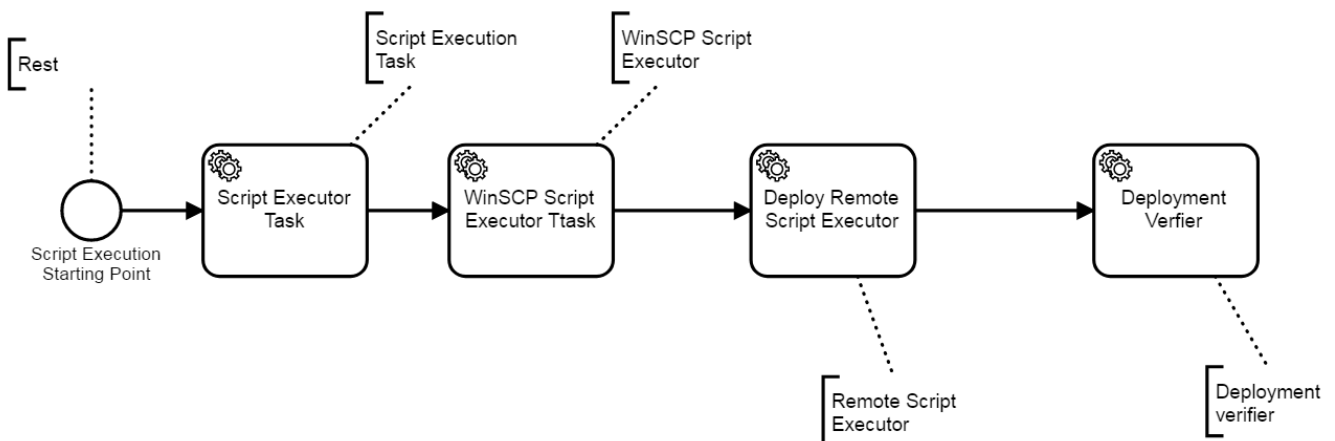 Rest
Script Execution
Task
WinSCP Script
Executor
Script Execution
Starting Point
Script Executor
Task
WinSCP Script
Executor Ttask
Deploy Remote
Script Executor
Deployment
Verfier
Remote Script
Executor
Deployment
verifier